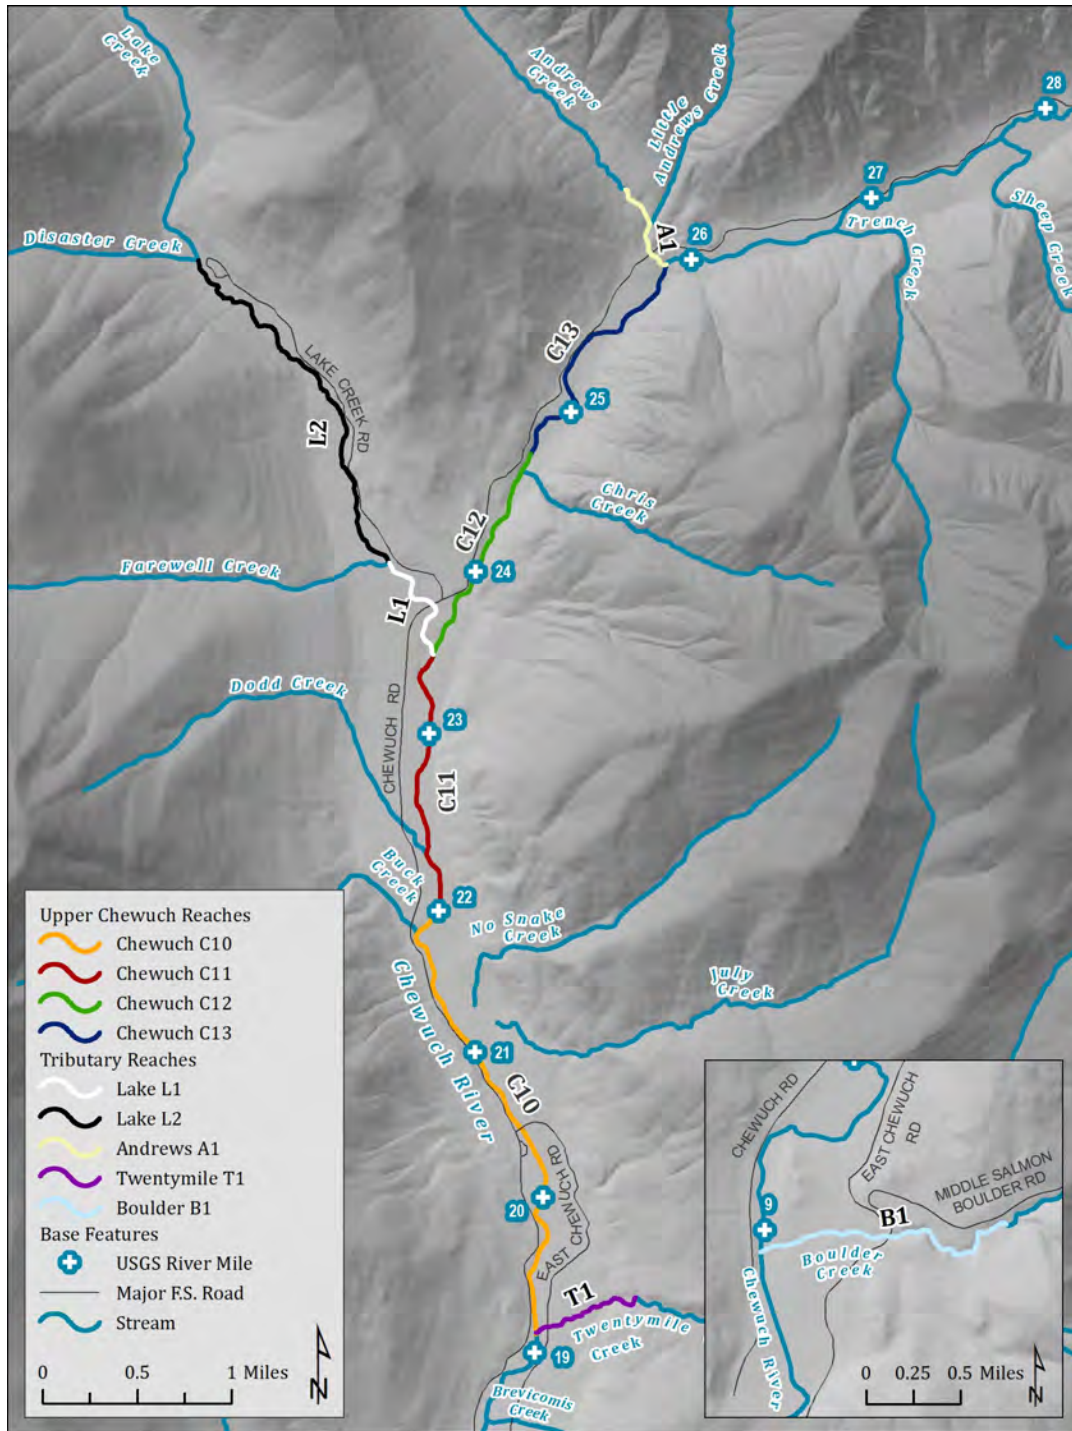 Lake
Creek
Andrews
Creek
Little
Andrews Creek
28
27
Sheep Creek
Trench
Creek
Disaster Creek
A1
26
C13
LAKE CREEK RD
25
L2
Chris
Creek
C12
Farewell Creek
24
L1
Dodd Creek
CHEWUCH RD
23
C11
Buck
Creek
22
No Snake
Creek
July
Creek
Chewuch River
21
C10
EAST CHEWUCH RD
20
T1
Twentymile
Creek
19
Brevicomis
Creek
Upper Chewuch Reaches
Chewuch C10
Chewuch C11
Chewuch C12
Chewuch C13
Tributary Reaches
Lake L1
Lake L2
Andrews A1
Twentymile T1
Boulder B1
Base Features
USGS River Mile
Major F.S. Road
Stream
0 0.5 1 Miles
N
CHEWUCH RD
EAST CHEWUCH
RD
MIDDLE SALMON
BOULDER RD
9
B1
Boulder
Creek
Chewuch River
0 0.25 0.5 Miles
N